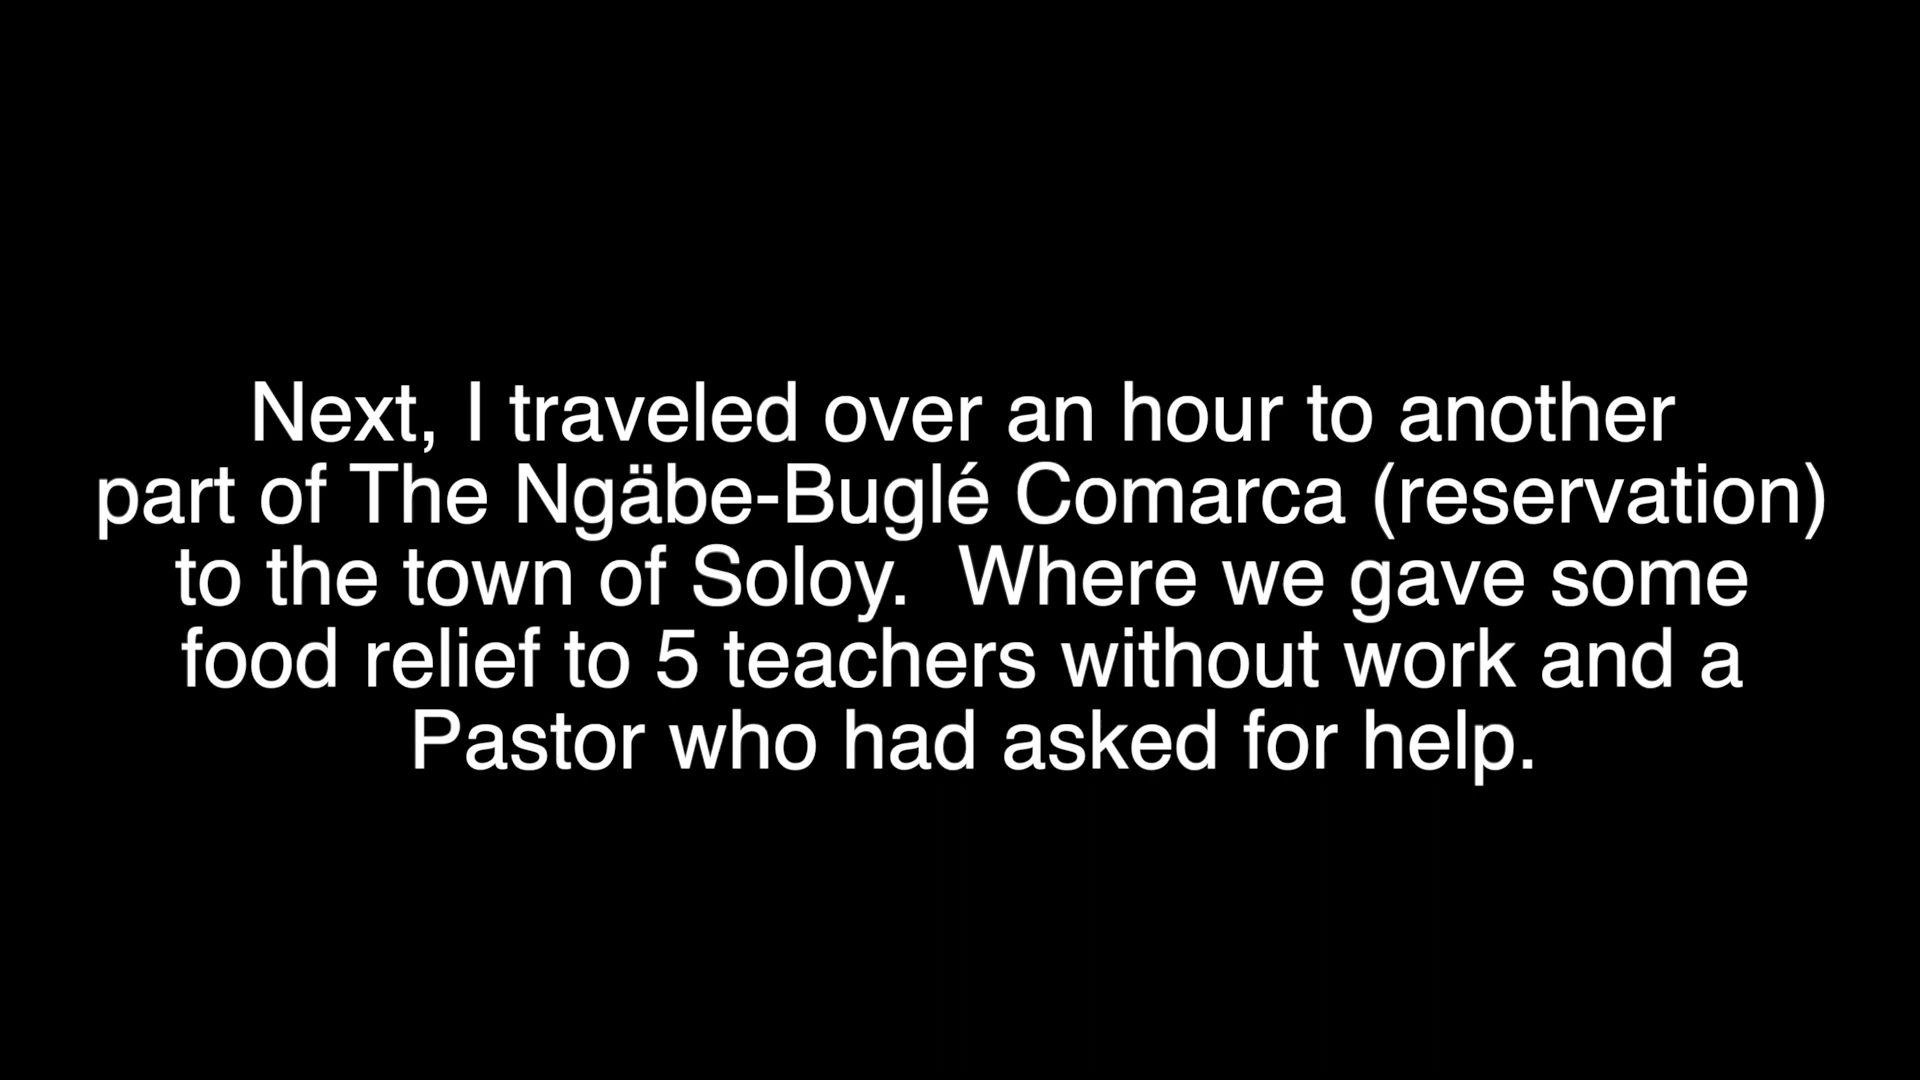 Next, I traveled over an hour to another
part of The Ngäbe-Buglé Comarca (reservation)
to the town of Soloy.  Where we gave some
food relief to 5 teachers without work and a
Pastor who had asked for help.